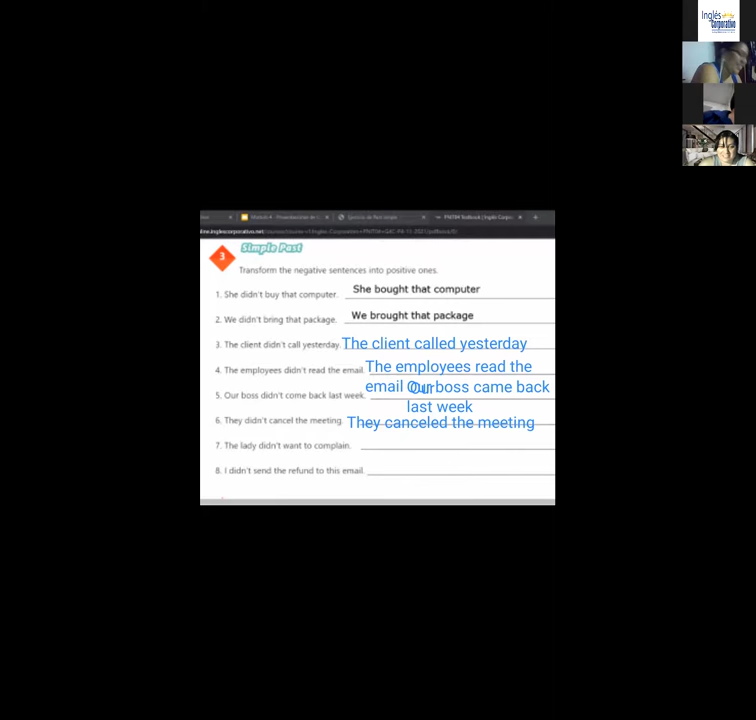 Inglés
Corporativo
3
Simple Past
Transform the negative sentences into positive ones.
1. She didn't buy that computer. She bought that computer
2. We didn't bring that package. We brought that package
3. The client didn't call yesterday. The client called yesterday
4. The employees didn't read the email. The employees read the
email Our
5. Our boss didn't come back last week. Our boss came back
last week
6. They didn't cancel the meeting. They canceled the meeting
7. The lady didn't want to complain.
8. I didn't send the refund to this email.